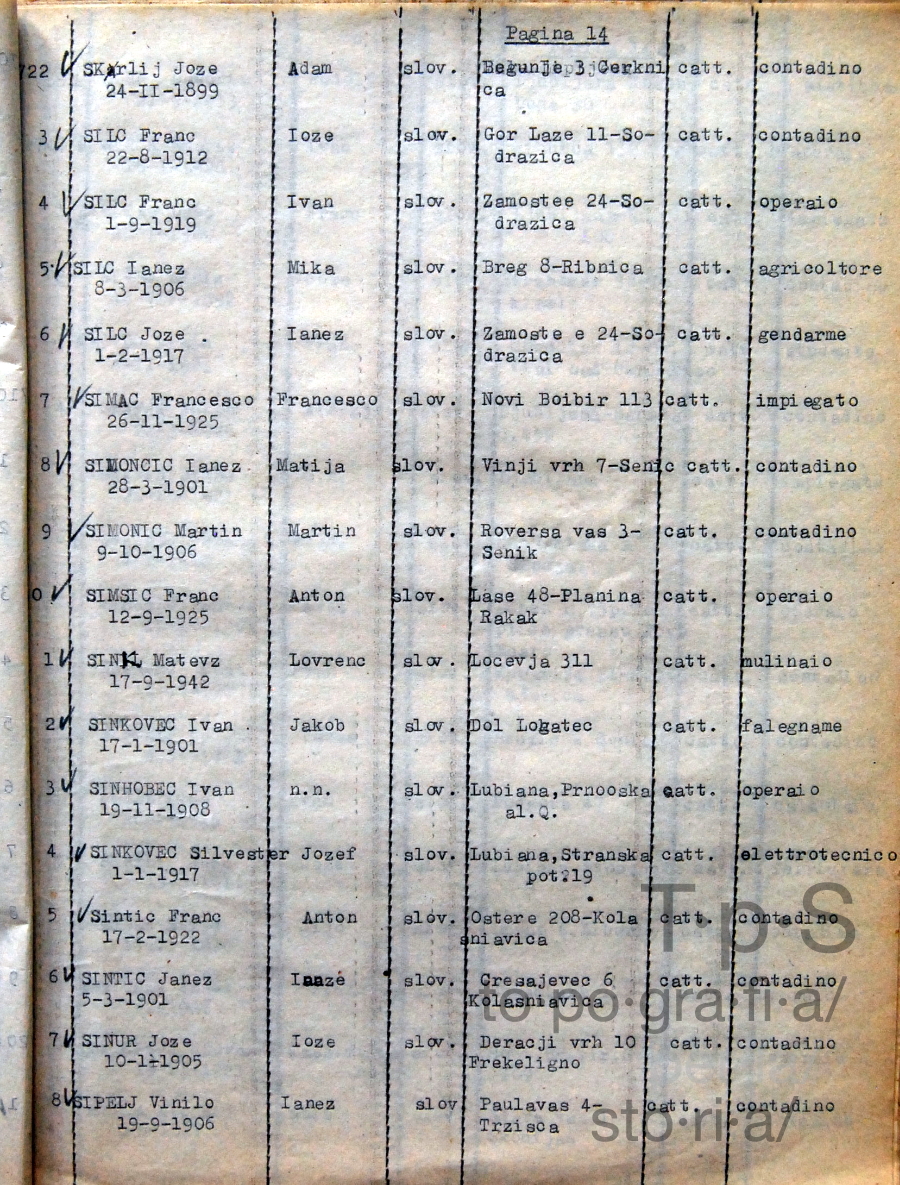 Pagina 14
722 SKArlij Joze Adam slov. Begunje 3 Cerkni catt. contadino
24-II-1899 ca
3 SILC Franc Ioze slov. Gor Laze 11-So- catt. contadino
22-8-1912 drazica
4 SILC Franc Ivan slov. Zamostee 24-So- catt. operaio
1-9-1919 drazica
5 SILC Ianez Mika slov. Breg 8-Ribnica catt. agricoltore
8-3-1906
6 SILC Joze Ianez slov. Zamoste e 24-So- catt. gendarme
1-2-1917 drazica
7 SIMAC Francesco Francesco slov. Novi Boibir 113 catt. impiegato
26-11-1925
8 SIMONCIC Ianez Matija slov. Vinji vrh 7-Senic catt. contadino
28-3-1901
9 SIMONIC Martin Martin slov. Roversa vas 3- catt. contadino
9-10-1906 Senik
0 SIMSIC Franc Anton slov. Lase 48-Planina catt. operaio
12-9-1925 Rakak
1 Matevz Lovrenc slov. Locevja 311 catt. mulinaio
17-9-1942
2 SINKOVEC Ivan Jakob slov. Dol Logatec catt. falegname
17-1-1901
3 SINHOBEC Ivan n.n. slov. Lubiana,Prnooska catt. operaio
19-11-1908 al.Q.
4 SINKOVEC Silvester Jozef slov. Lubiana,Stranska catt. elettrotecnico
1-1-1917 pot.19
5 Sintic Franc Anton slov. Ostere 208-Kola catt. contadino
17-2-1922 sniavica
6 SINTIC Janez slov. Cresajevec 6 catt. contadino
5-3-1901 Kolasniavica
7 SINUR Joze Ioze slov. Deracji vrh 10 catt. contadino
10-1-1905 Frekeligno
8 SIPELJ Vinilo Ianez slov Paulavas 4- catt. contadino
19-9-1906 Trzisca
T·p·S
to·po·gra·fi·a/
sto·ri·a/